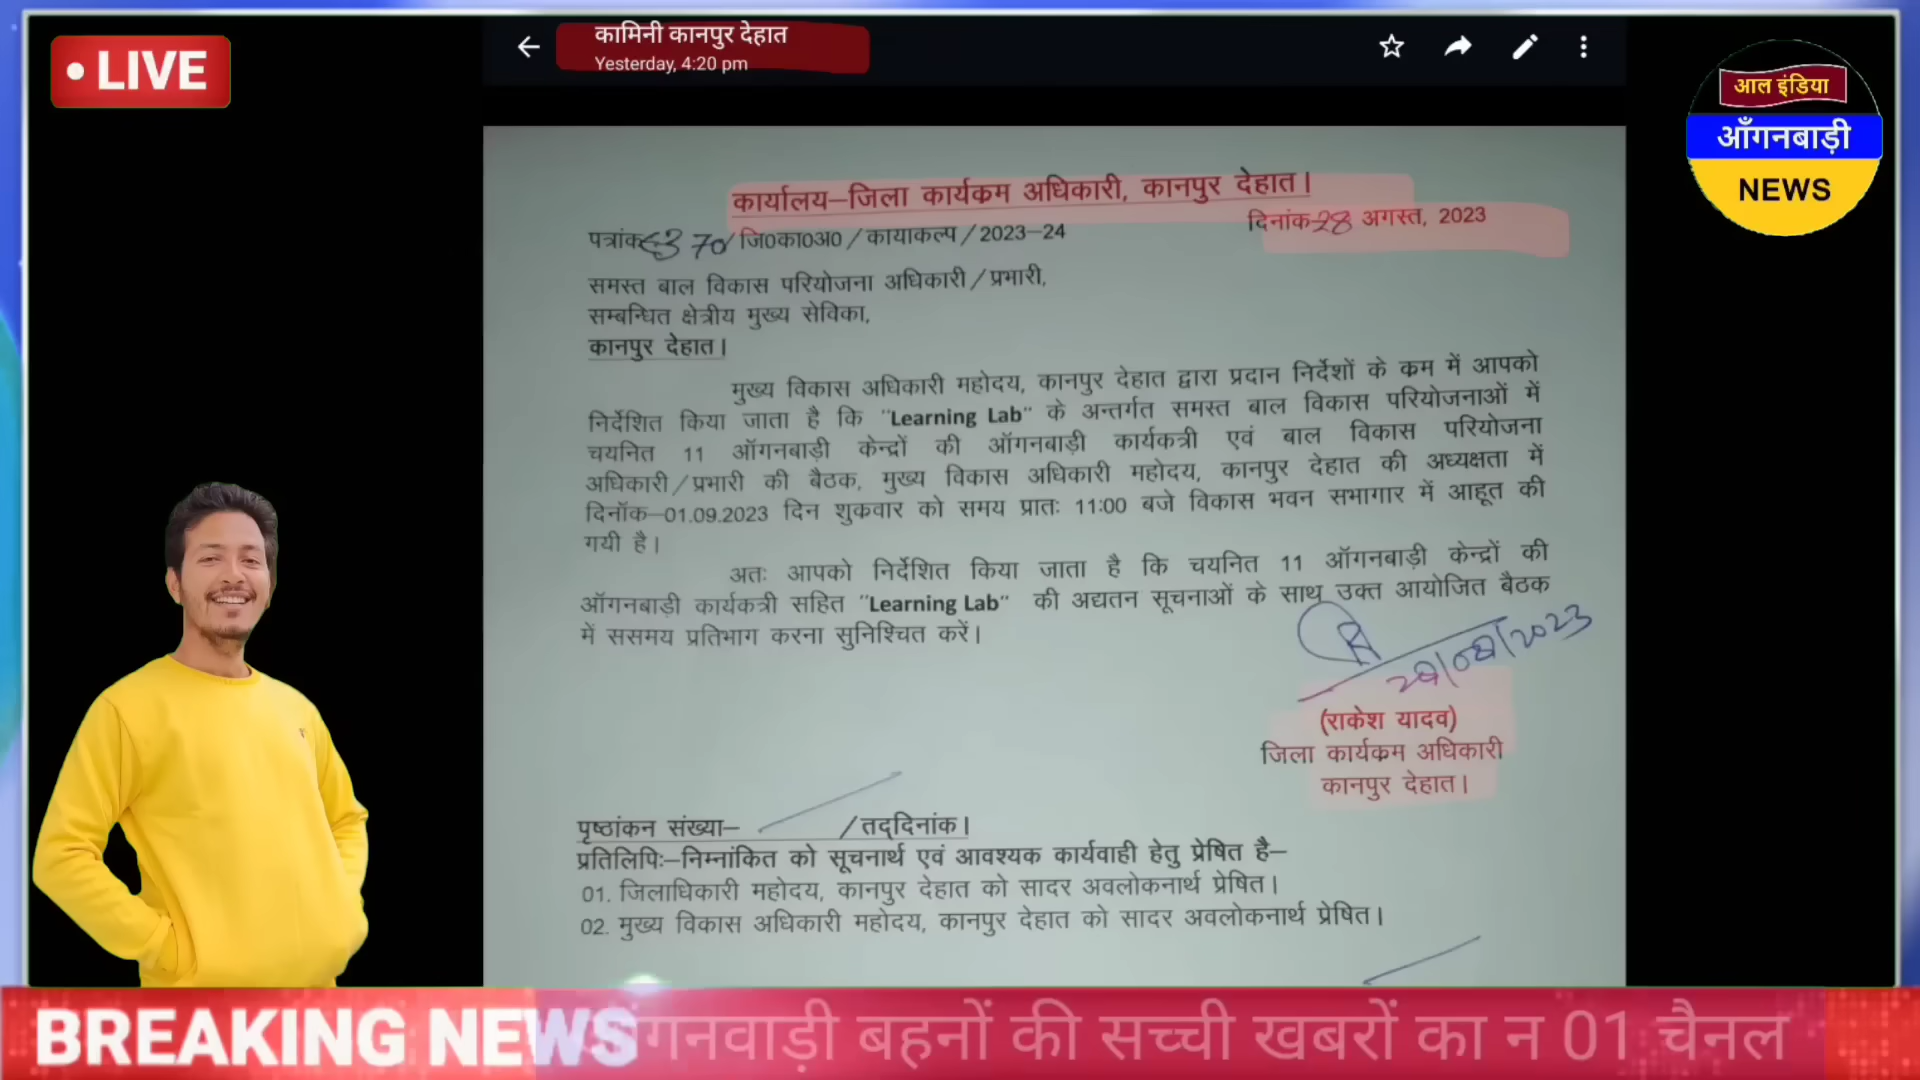 • LIVE
कामिनी कानपुर देहात
Yesterday, 4:20 pm
आल इंडिया
आँगनबाड़ी
NEWS
कार्यालय–जिला कार्यक्रम अधिकारी, कानपुर देहात।
दिनांक–28 अगस्त, 2023
पत्रांक 6370/जि0का0अ0/कायाकल्प/2023–24
समस्त बाल विकास परियोजना अधिकारी/प्रभारी,
सम्बन्धित क्षेत्रीय मुख्य सेविका,
कानपुर देहात।
मुख्य विकास अधिकारी महोदय, कानपुर देहात द्वारा प्रदान निर्देशों के कम में आपको
निर्देशित किया जाता है कि "Learning Lab" के अन्तर्गत समस्त बाल विकास परियोजनाओं में
चयनित 11 ऑगनबाड़ी केन्द्रों की ऑगनबाड़ी कार्यकत्री एवं बाल विकास परियोजना
अधिकारी/प्रभारी की बैठक, मुख्य विकास अधिकारी महोदय, कानपुर देहात की अध्यक्षता में
दिनॉक–01.09.2023 दिन शुकवार को समय प्रातः 11:00 बजे विकास भवन सभागार में आहूत की
गयी है।
अतः आपको निर्देशित किया जाता है कि चयनित 11 ऑगनबाड़ी केन्द्रों की
ऑगनबाड़ी कार्यकत्री सहित "Learning Lab" की अद्यतन सूचनाओं के साथ उक्त आयोजित बैठक
में ससमय प्रतिभाग करना सुनिश्चित करें।
28/08/2023
(राकेश यादव)
जिला कार्यकम अधिकारी
कानपुर देहात।
पृष्ठांकन संख्या– /तद्दिनांक।
प्रतिलिपिः–निम्नांकित को सूचनार्थ एवं आवश्यक कार्यवाही हेतु प्रेषित है–
01. जिलाधिकारी महोदय, कानपुर देहात को सादर अवलोकनार्थ प्रेषित।
02. मुख्य विकास अधिकारी महोदय, कानपुर देहात को सादर अवलोकनार्थ प्रेषित।
BREAKING NEWS
गनवाड़ी बहनों की सच्ची खबरों का न 01 चैनल